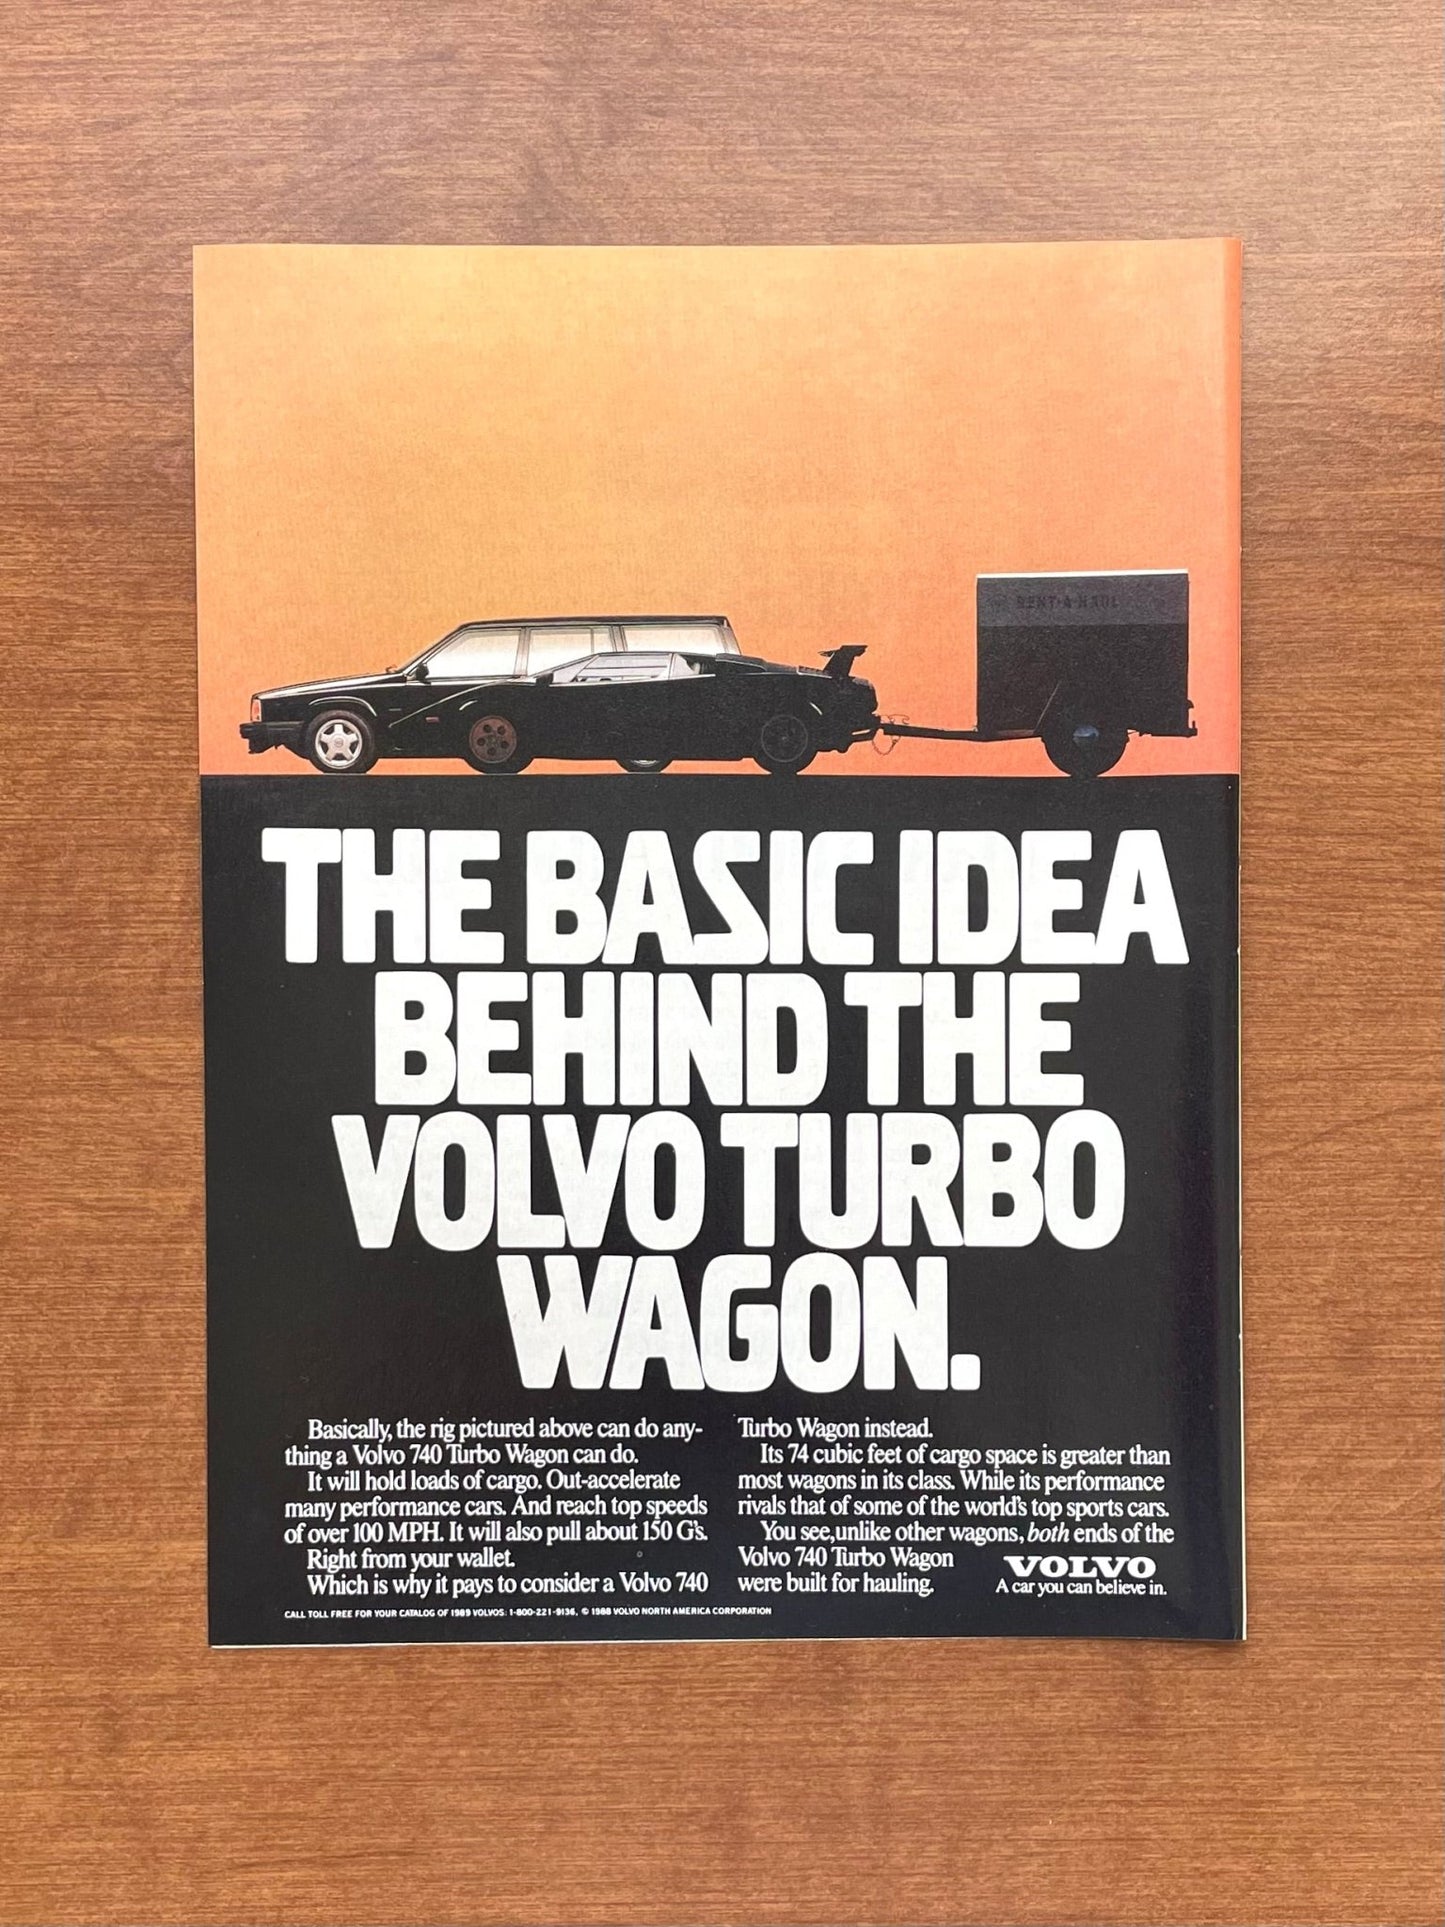 RENT-A-HAUL
THE BASIC IDEA
BEHIND THE
VOLVO TURBO
WAGON.
Basically, the rig pictured above can do any-
thing a Volvo 740 Turbo Wagon can do.
It will hold loads of cargo. Out-accelerate
many performance cars. And reach top speeds
of over 100 MPH. It will also pull about 150 G's.
Right from your wallet.
Which is why it pays to consider a Volvo 740
Turbo Wagon instead.
Its 74 cubic feet of cargo space is greater than
most wagons in its class. While its performance
rivals that of some of the world's top sports cars.
You see, unlike other wagons, both ends of the
Volvo 740 Turbo Wagon
were built for hauling.
VOLVO
A car you can believe in.
CALL TOLL FREE FOR YOUR CATALOG OF 1989 VOLVOS: 1-800-221-9136, © 1988 VOLVO NORTH AMERICA CORPORATION